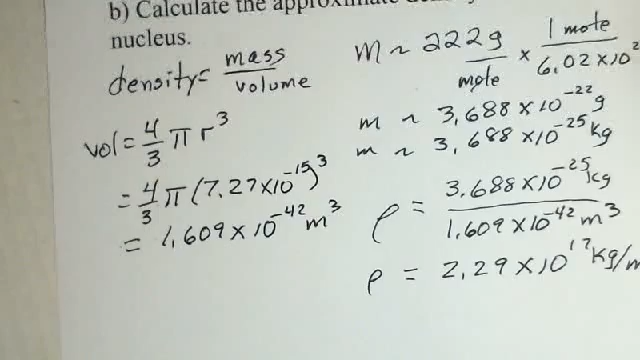 b) Calculate the approximate
nucleus.
density = mass / volume
vol = 4/3 π r³
= 4/3 π (7.27 × 10⁻¹⁵)³
= 1.609 × 10⁻⁴² m³
m ~ 222g / mole × 1 mole / 6.02 × 10²
m ~ 3.688 × 10⁻²² g
m ~ 3.688 × 10⁻²⁵ kg
ρ = 3.688 × 10⁻²⁵ kg / 1.609 × 10⁻⁴² m³
ρ = 2.29 × 10¹⁷ kg/m